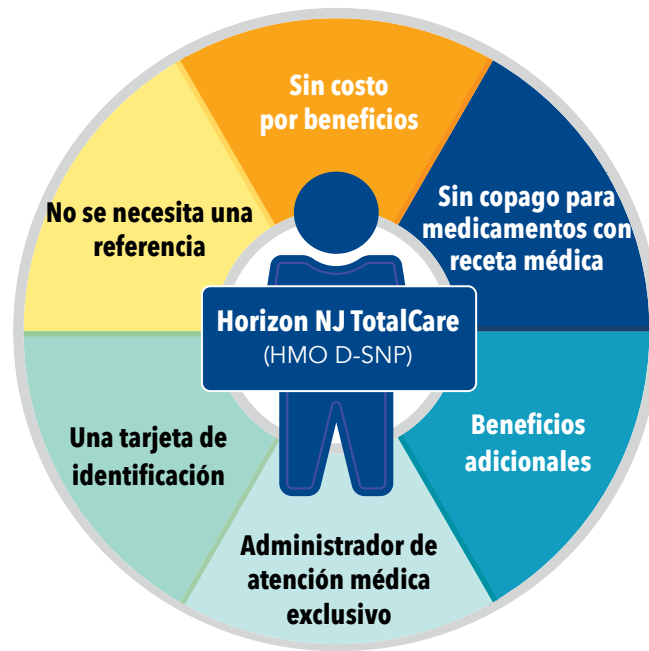 Sin costo
por beneficios
Sin copago para
medicamentos con
receta médica
Beneficios
adicionales
Administrador de
atención médica
exclusivo
Una tarjeta de
identificación
No se necesita una
referencia
Horizon NJ TotalCare
(HMO D-SNP)